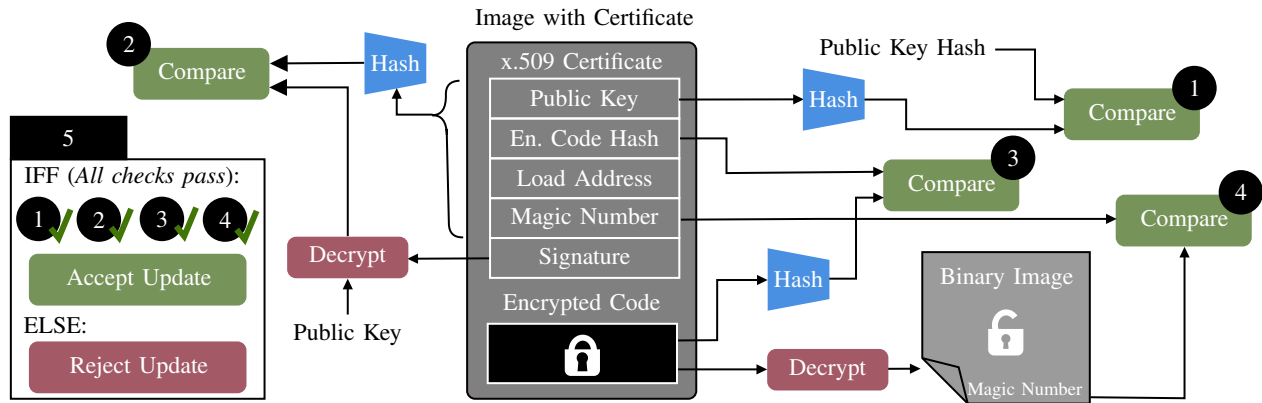 Image with Certificate
2
Compare
Hash
x.509 Certificate
Public Key
En. Code Hash
Load Address
Magic Number
Signature
Encrypted Code
Public Key Hash
Hash
1
Compare
3
Compare
4
Compare
5
IFF (All checks pass):
1 2 3 4
Accept Update
ELSE:
Reject Update
Decrypt
Public Key
Hash
Decrypt
Binary Image
Magic Number